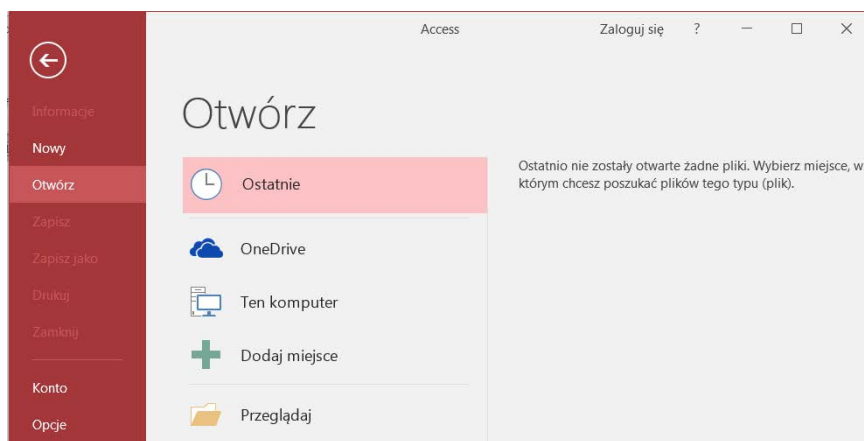 Access
Zaloguj się ?
Informacje
Nowy
Otwórz
Zapisz
Zapisz jako
Drukuj
Zamknij
Konto
Opcje
Otwórz
Ostatnie
OneDrive
Ten komputer
Dodaj miejsce
Przeglądaj
Ostatnio nie zostały otwarte żadne pliki. Wybierz miejsce, w
którym chcesz poszukać plików tego typu (plik).